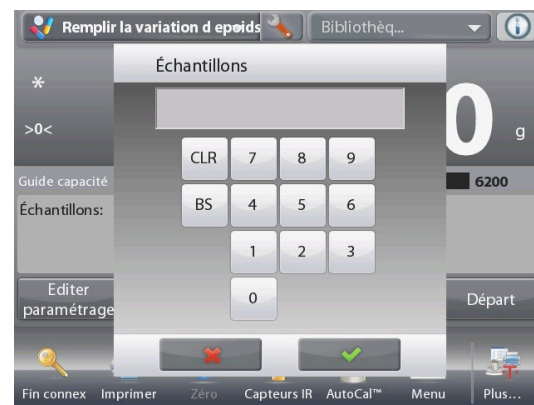 Remplir la variation d epoids
Bibliothèq...
Échantillons
*
>0<
0 g
CLR 7 8 9
Guide capacité
6200
Échantillons:
BS 4 5 6
1 2 3
Editer
paramétrage
0
Départ
Fin connex Imprimer Zéro Capteurs IR AutoCal™ Menu Plus...